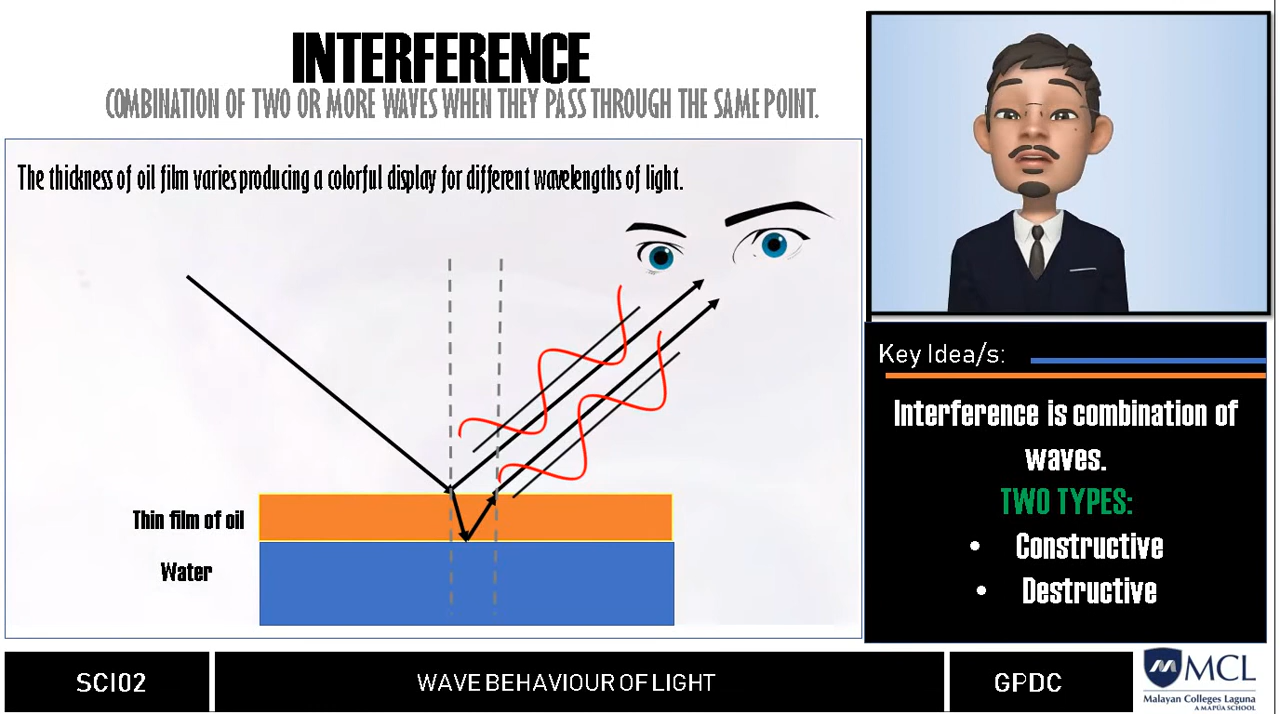 INTERFERENCE
COMBINATION OF TWO OR MORE WAVES WHEN THEY PASS THROUGH THE SAME POINT.
The thickness of oil film varies producing a colorful display for different wavelengths of light.
Thin film of oil
Water
Key Idea/s:
Interference is combination of
waves.
TWO TYPES:
• Constructive
• Destructive
SCI02
WAVE BEHAVIOUR OF LIGHT
GPDC
MCL
Malayan Colleges Laguna
A MAPÚA SCHOOL